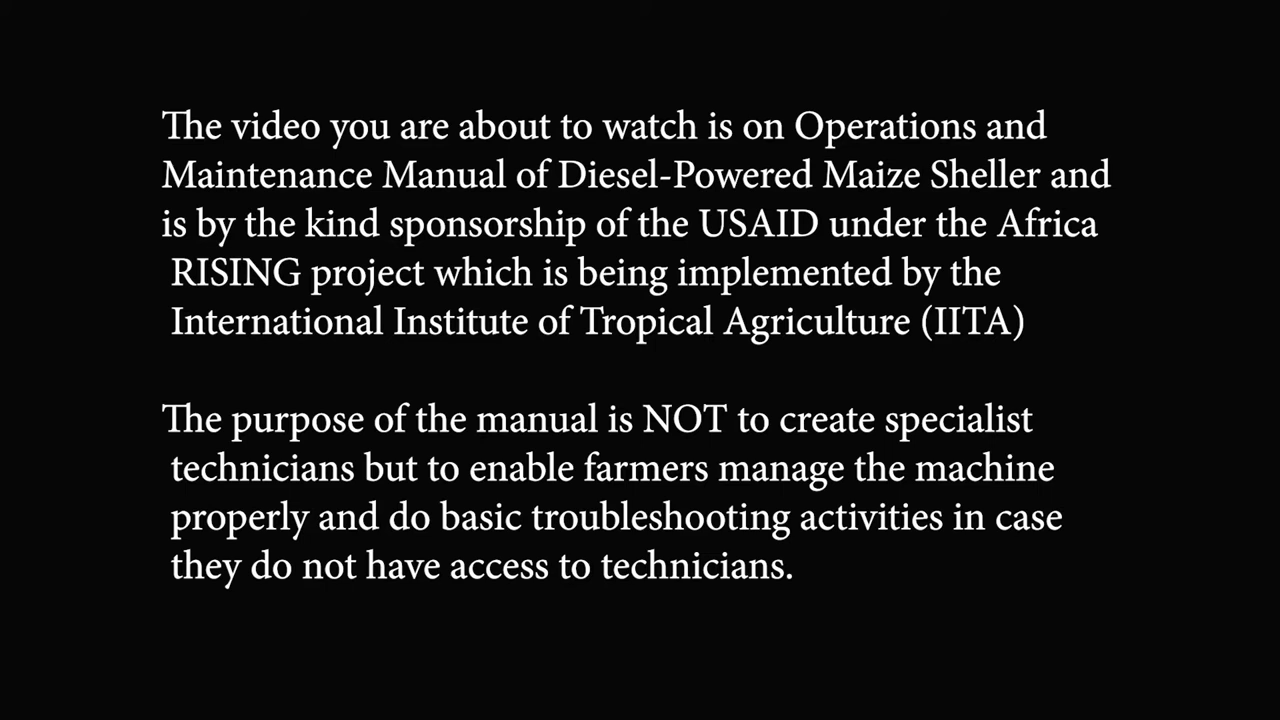 The video you are about to watch is on Operations and
Maintenance Manual of Diesel-Powered Maize Sheller and
is by the kind sponsorship of the USAID under the Africa
RISING project which is being implemented by the
International Institute of Tropical Agriculture (IITA)
The purpose of the manual is NOT to create specialist
technicians but to enable farmers manage the machine
properly and do basic troubleshooting activities in case
they do not have access to technicians.